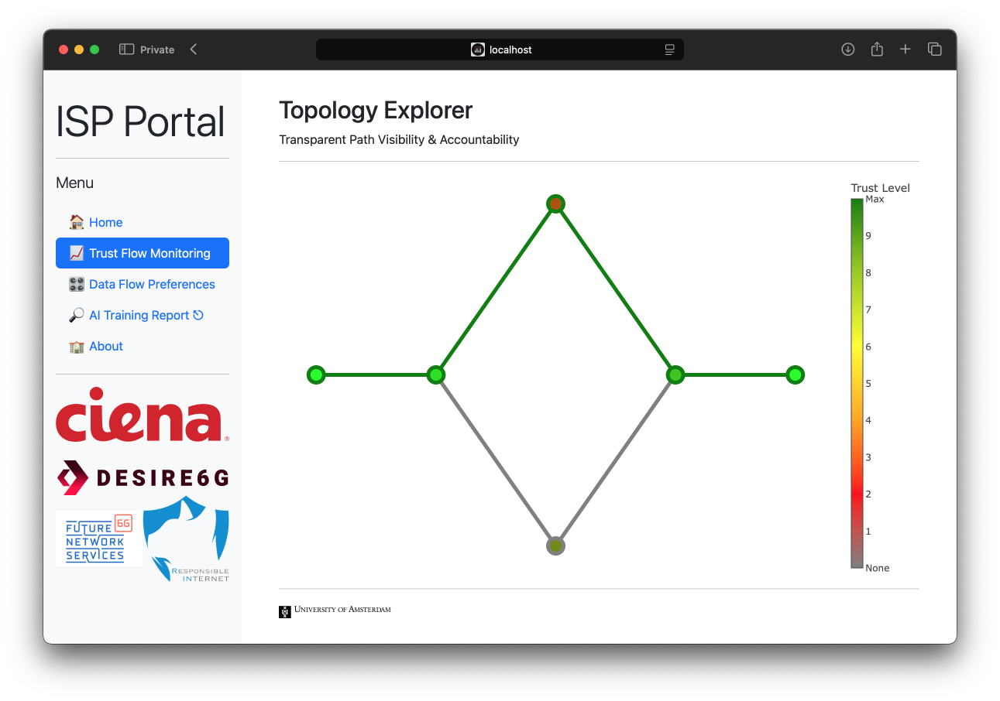 Private
localhost
ISP Portal
Menu
Home
Trust Flow Monitoring
Data Flow Preferences
AI Training Report
About
ciena®
DESIRE6G
FUTURE 6G
NETWORK
SERVICES
RESPONSIBLE
INTERNET
Topology Explorer
Transparent Path Visibility & Accountability
Trust Level
Max
9
8
7
6
5
4
3
2
1
None
UNIVERSITY OF AMSTERDAM